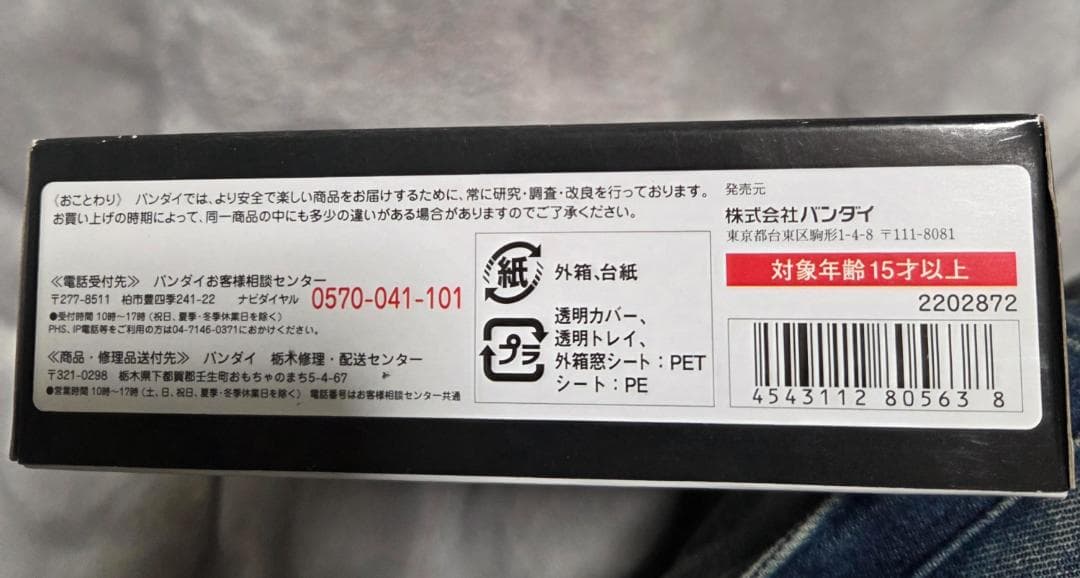 《おことわり》 バンダイでは、より安全で楽しい商品をお届けするために、常に研究・調査・改良を行っております。
お買い上げの時期によって、同一商品の中にも多少の違いがある場合がありますのでご了承ください。
≪電話受付先≫ バンダイお客様相談センター
〒277-8511 柏市豊四季241-22 ナビダイヤル 0570-041-101
●受付時間 10時〜17時(祝日、夏季・冬季休業日を除く)
PHS、IP電話等をご利用の方は04-7146-0371におかけください。
≪商品・修理品送付先≫ バンダイ 栃木修理・配送センター
〒321-0298 栃木県下都賀郡壬生町おもちゃのまち5-4-67
●営業時間 10時〜17時(土、日、祝日、夏季・冬季休業日を除く) 電話番号はお客様相談センター共通
紙
外箱、台紙
プラ
透明カバー、
透明トレイ、
外箱窓シート:PET
シート:PE
発売元
株式会社バンダイ
東京都台東区駒形1-4-8 〒111-8081
対象年齢15才以上
2202872
4543112 80563 8